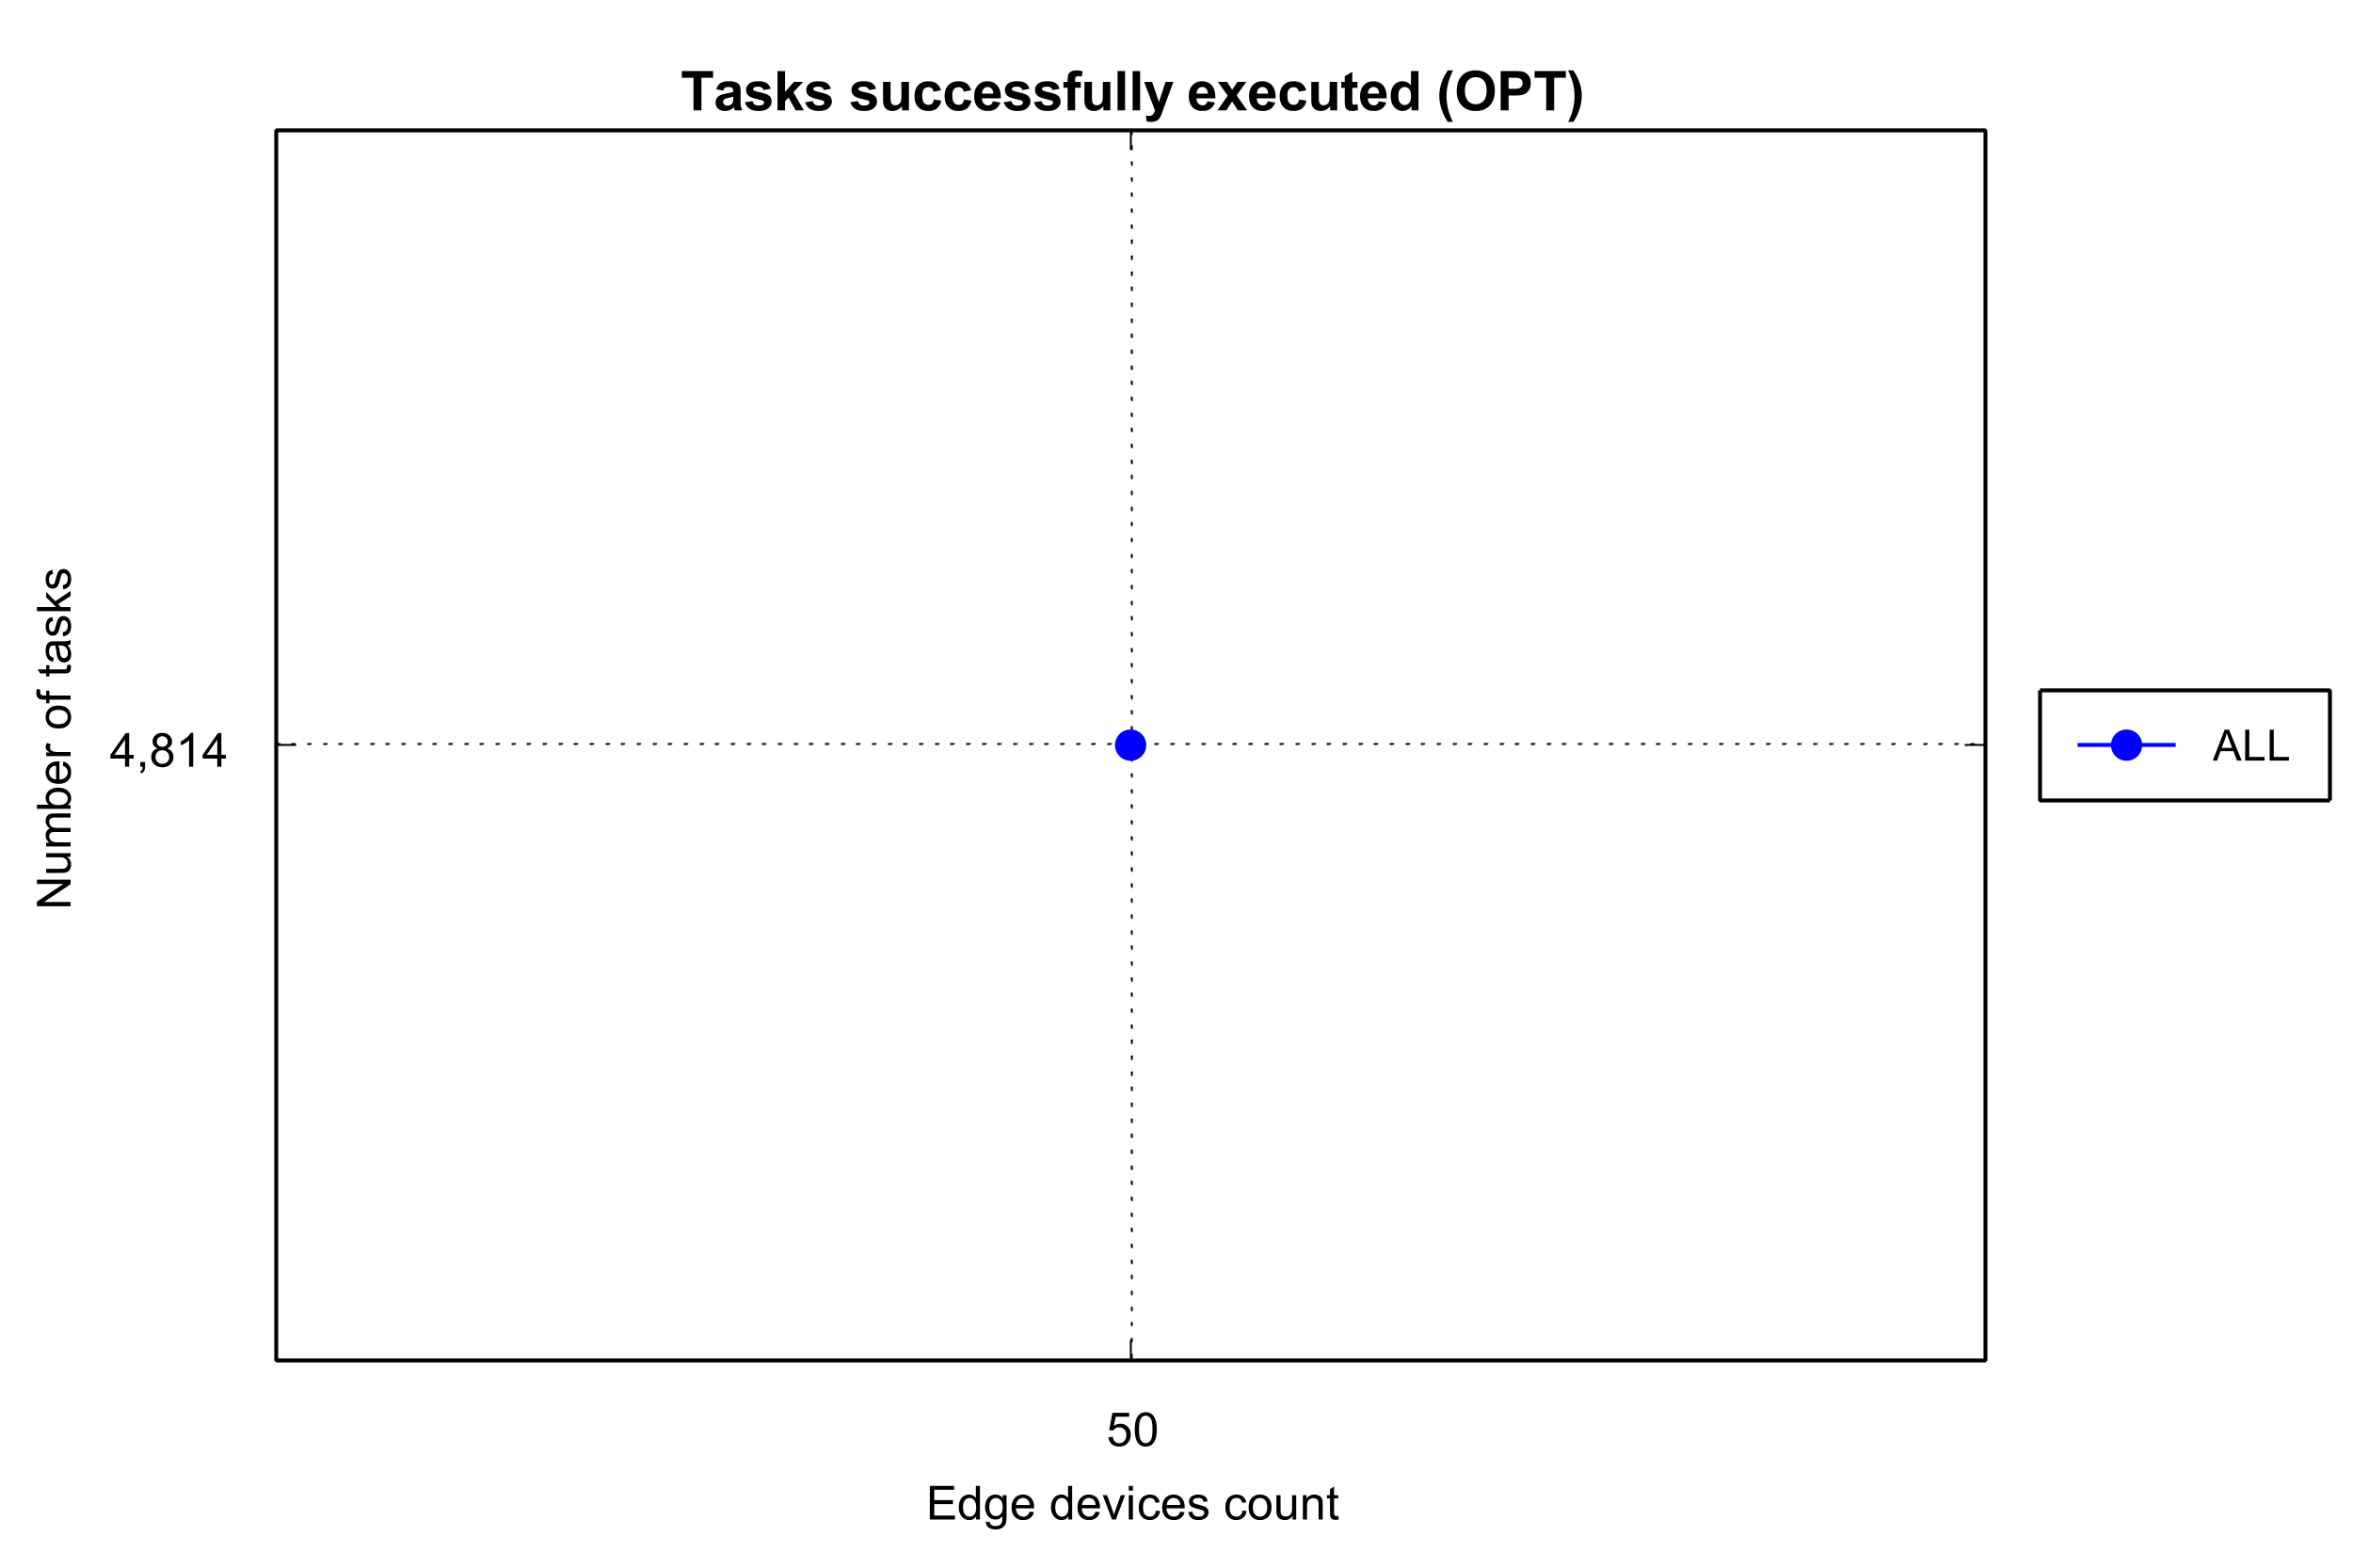 Tasks successfully executed (OPT)
Number of tasks
4,814
ALL
50
Edge devices count